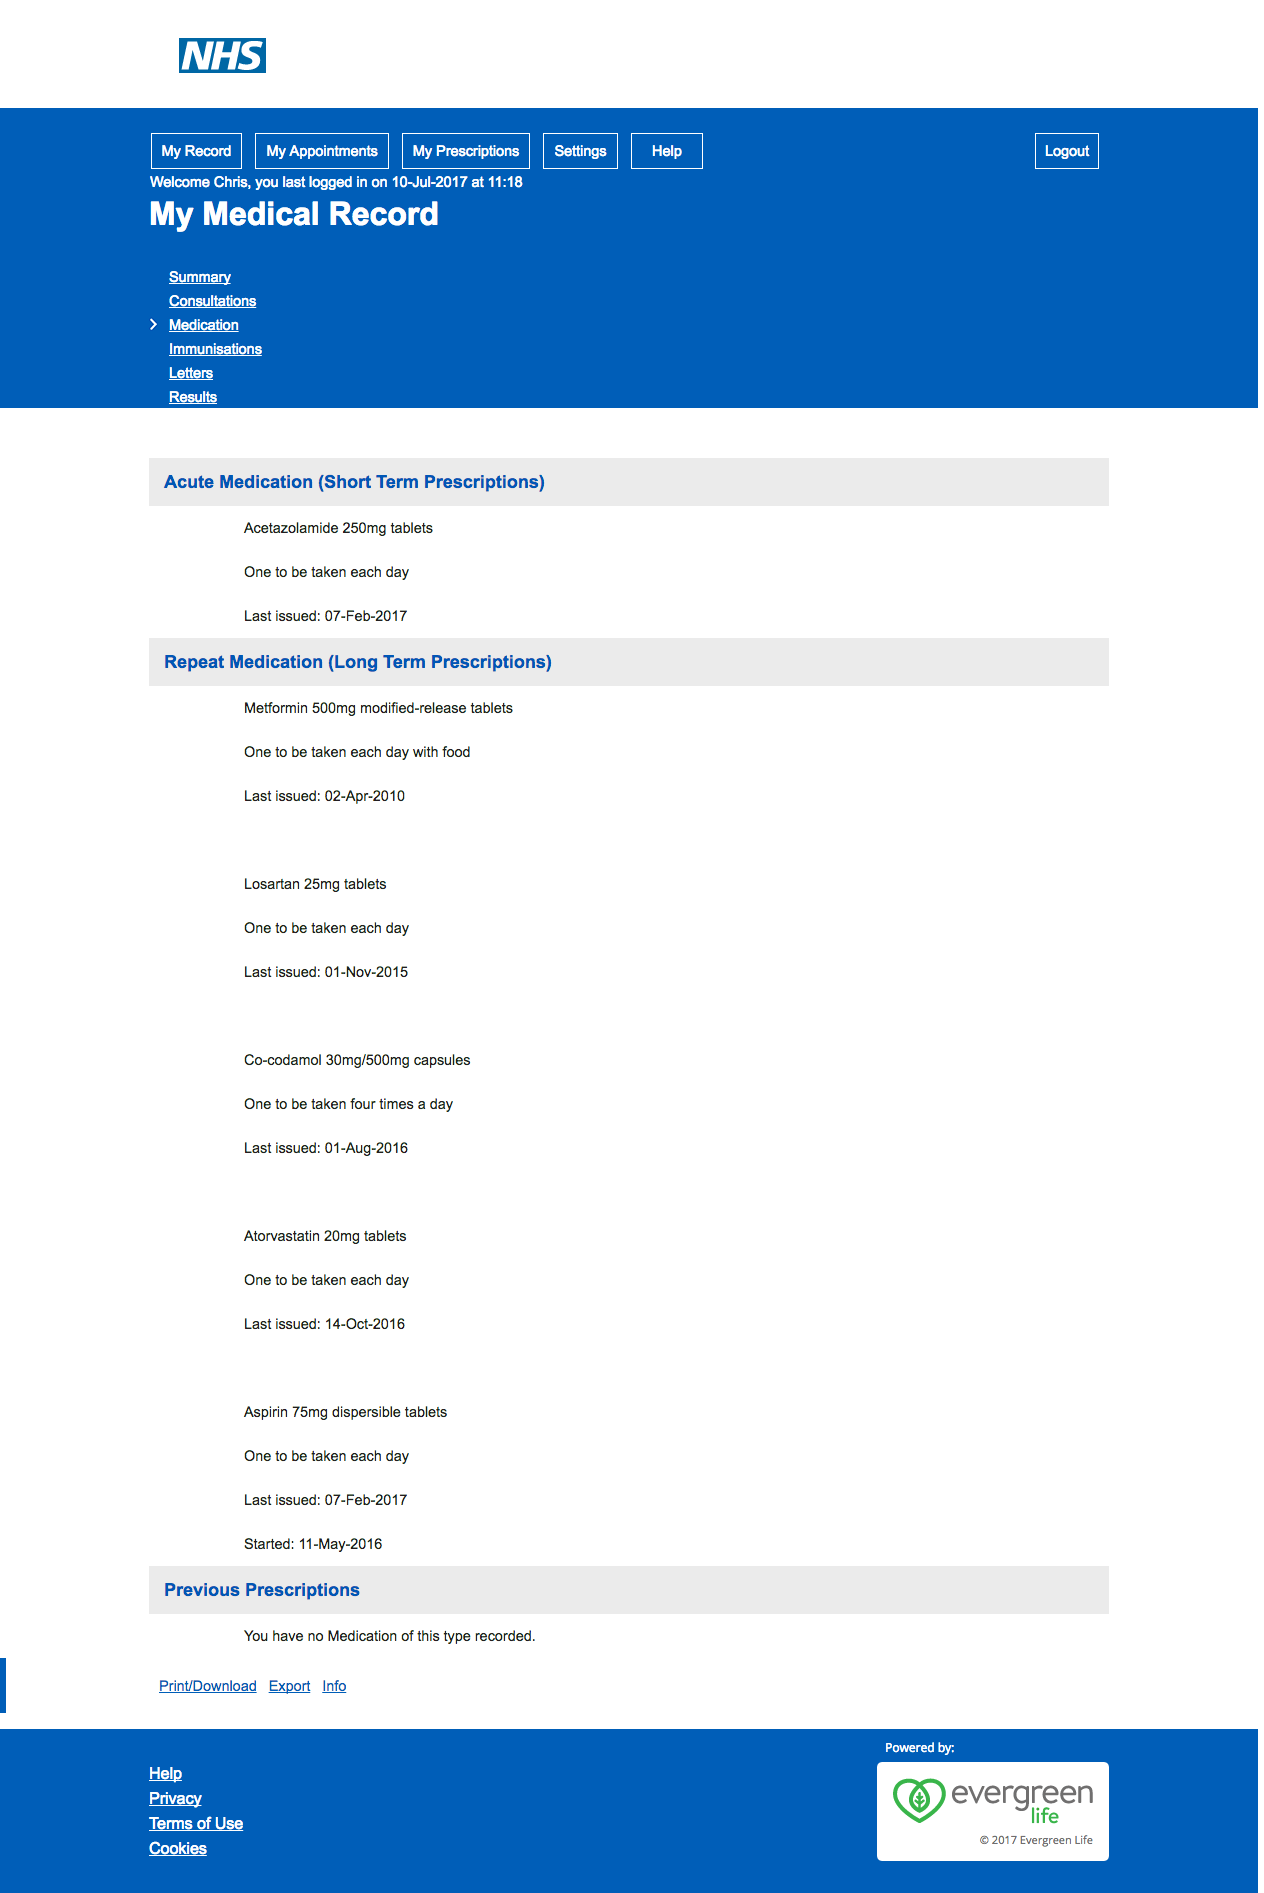 NHS
My Record My Appointments My Prescriptions Settings Help Logout
Welcome Chris, you last logged in on 10-Jul-2017 at 11:18
My Medical Record
Summary
Consultations
Medication
Immunisations
Letters
Results
Acute Medication (Short Term Prescriptions)
Acetazolamide 250mg tablets
One to be taken each day
Last issued: 07-Feb-2017
Repeat Medication (Long Term Prescriptions)
Metformin 500mg modified-release tablets
One to be taken each day with food
Last issued: 02-Apr-2010
Losartan 25mg tablets
One to be taken each day
Last issued: 01-Nov-2015
Co-codamol 30mg/500mg capsules
One to be taken four times a day
Last issued: 01-Aug-2016
Atorvastatin 20mg tablets
One to be taken each day
Last issued: 14-Oct-2016
Aspirin 75mg dispersible tablets
One to be taken each day
Last issued: 07-Feb-2017
Started: 11-May-2016
Previous Prescriptions
You have no Medication of this type recorded.
Print/Download Export Info
Help
Privacy
Terms of Use
Cookies
Powered by:
evergreen
life
© 2017 Evergreen Life